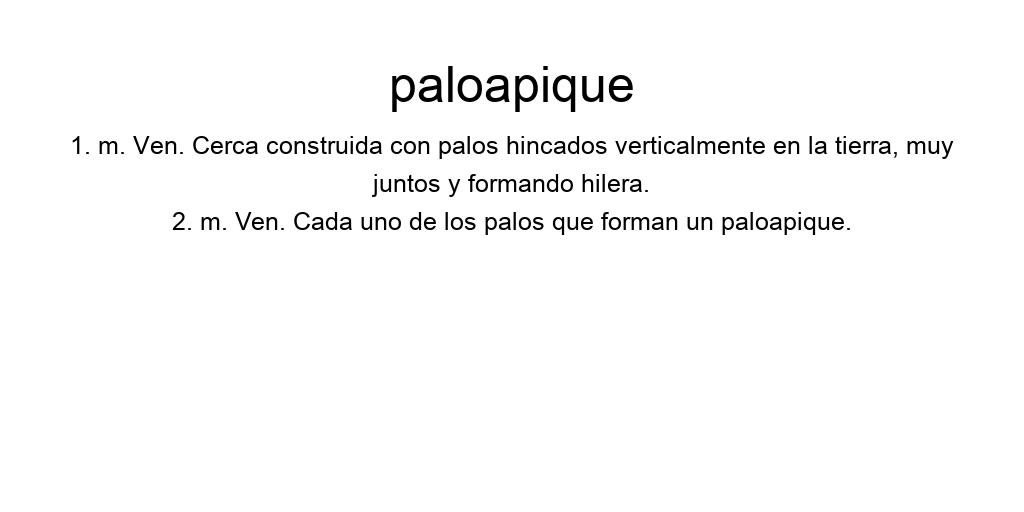 paloapique
1. m. Ven. Cerca construida con palos hincados verticalmente en la tierra, muy
juntos y formando hilera.
2. m. Ven. Cada uno de los palos que forman un paloapique.